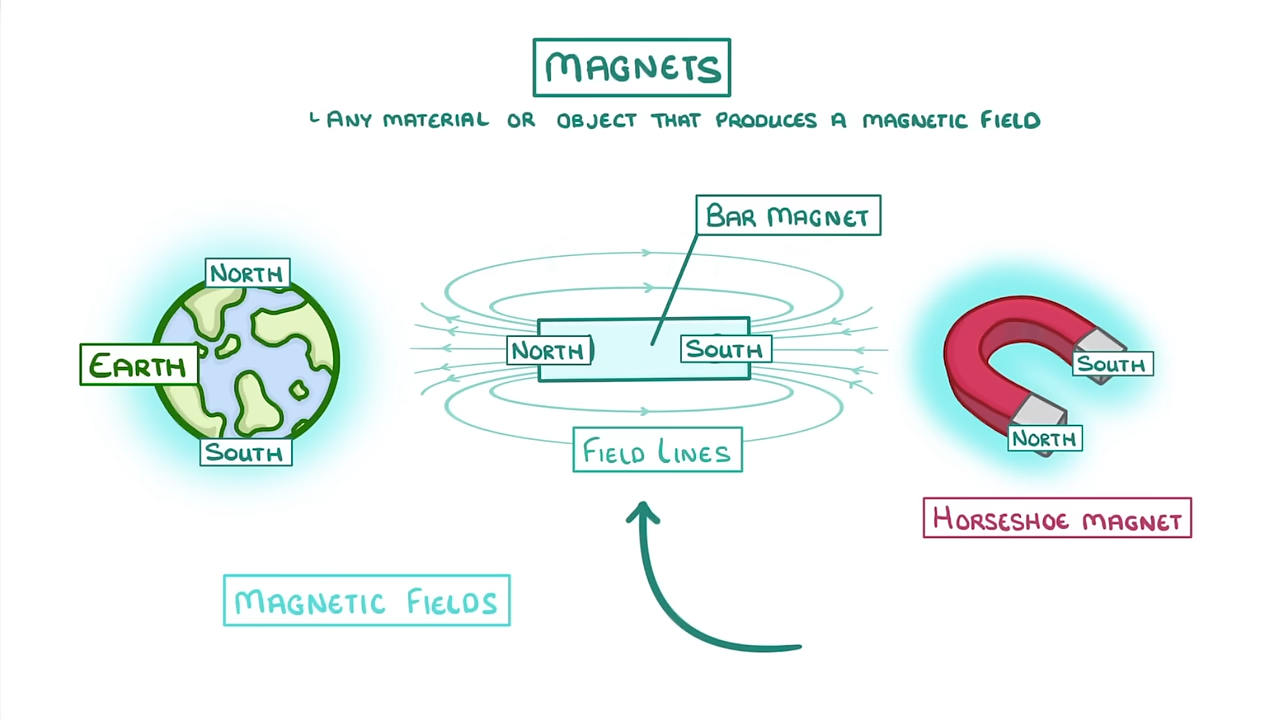 MAGNETS
ANY MATERIAL OR OBJECT THAT PRODUCES A MAGNETIC FIELD
BAR MAGNET
NORTH
EARTH
SOUTH
NORTH
SOUTH
FIELD LINES
SOUTH
NORTH
HORSESHOE MAGNET
MAGNETIC FIELDS